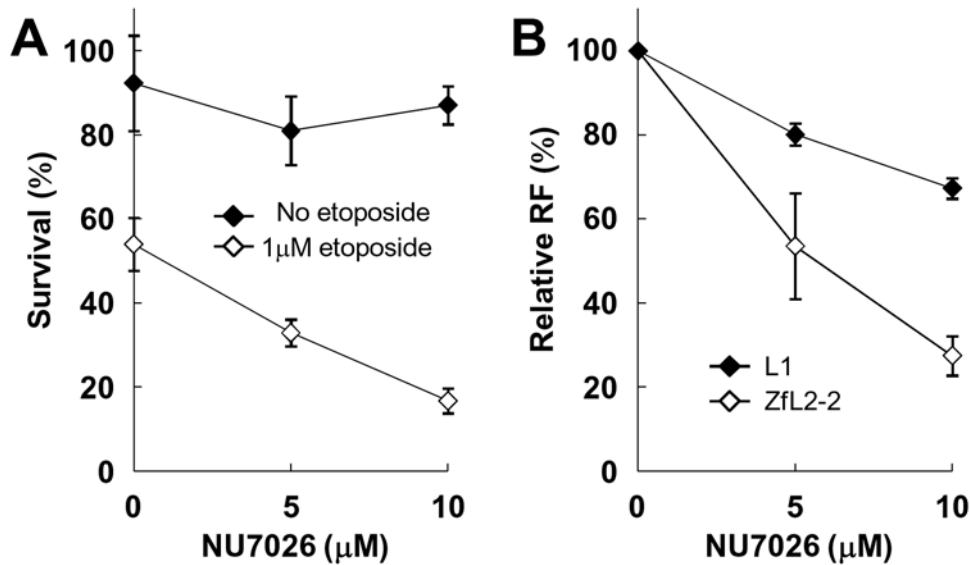 A
Survival (%)
100
80
60
40
20
0
No etoposide
1μM etoposide
0 5 10
NU7026 (μM)
B
Relative RF (%)
100
80
60
40
20
0
L1
ZfL2-2
0 5 10
NU7026 (μM)